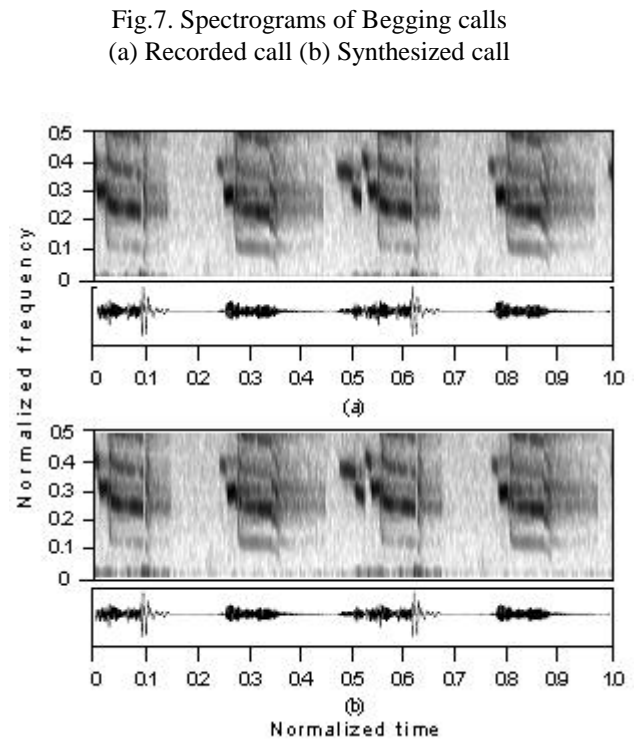 Fig.7. Spectrograms of Begging calls
(a) Recorded call (b) Synthesized call
0.5
0.4
0.3
0.2
0.1
0
0 0.1 0.2 0.3 0.4 0.5 0.6 0.7 0.8 0.9 1.0
(a)
Normalized frequency
0.5
0.4
0.3
0.2
0.1
0
0 0.1 0.2 0.3 0.4 0.5 0.6 0.7 0.8 0.9 1.0
(b)
Normalized time